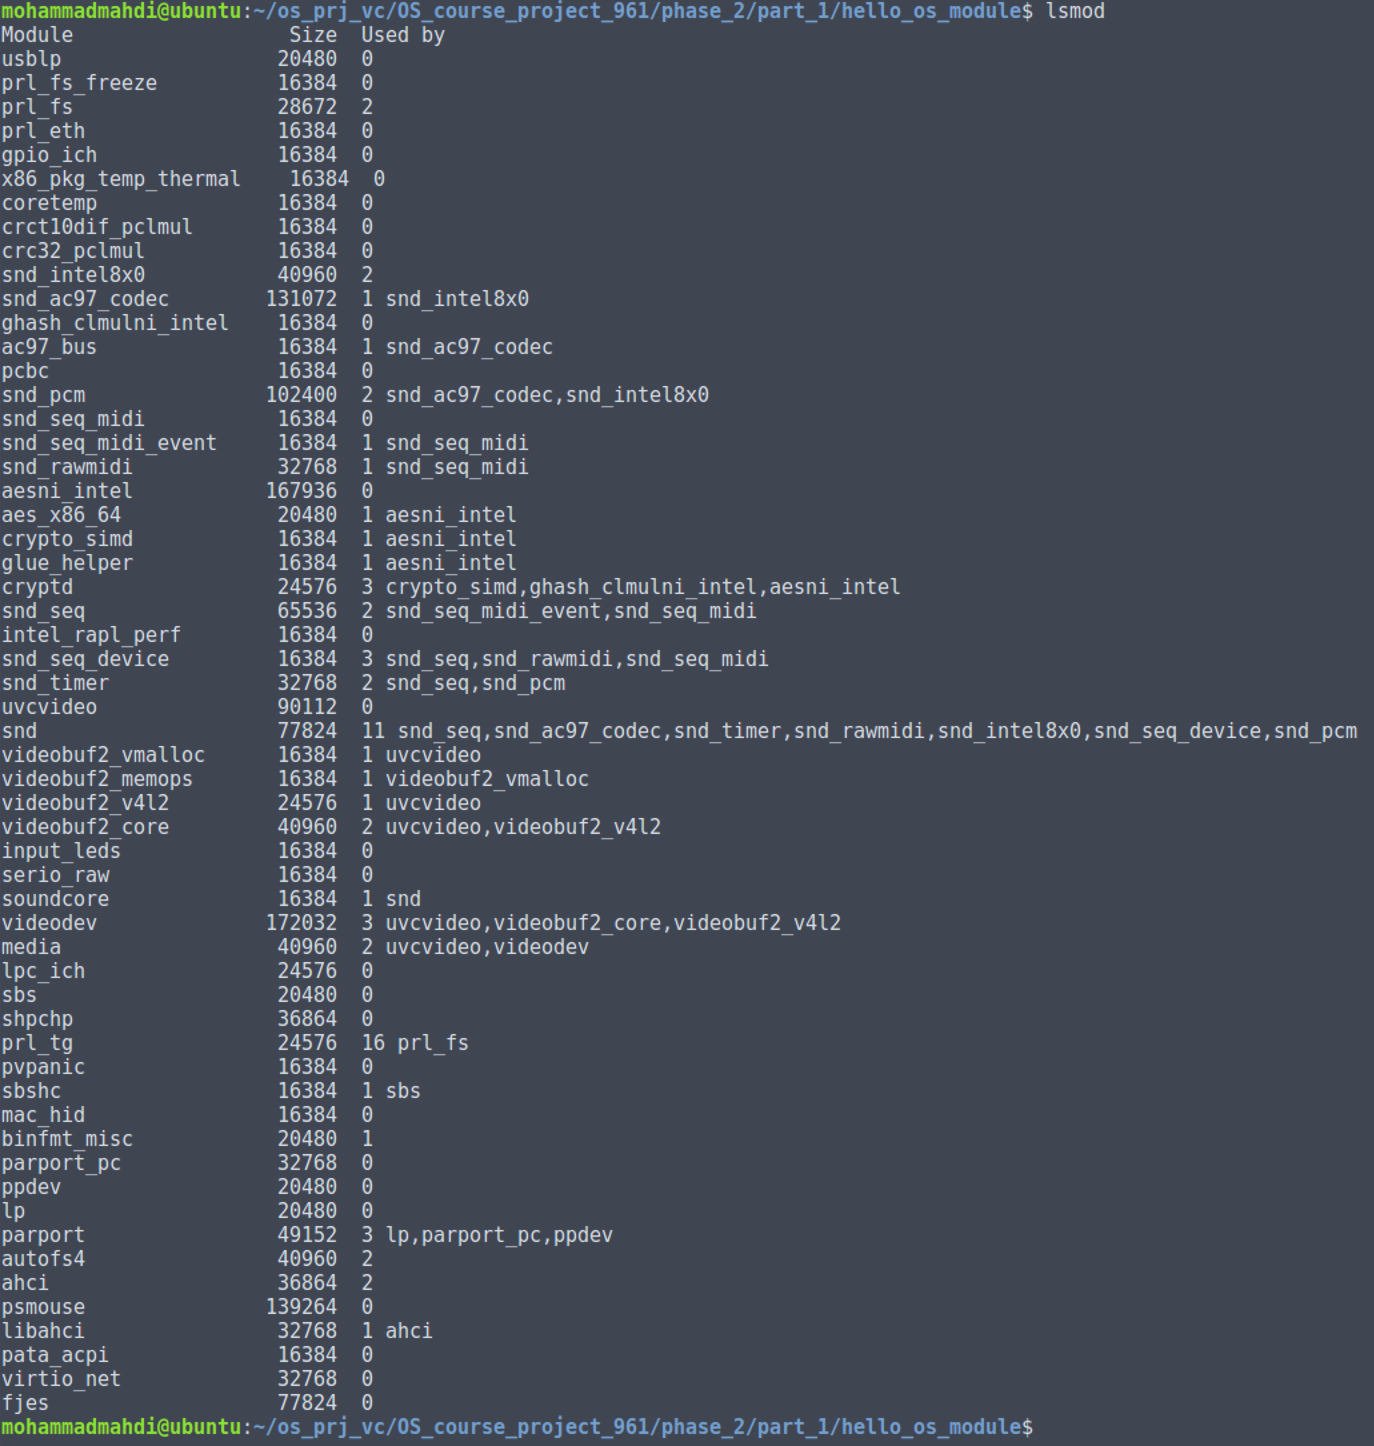 mohammadmahdi@ubuntu:~/os_prj_vc/OS_course_project_961/phase_2/part_1/hello_os_module$ lsmod
Module                  Size  Used by
usblp                  20480  0
prl_fs_freeze          16384  0
prl_fs                 28672  2
prl_eth                16384  0
gpio_ich               16384  0
x86_pkg_temp_thermal    16384  0
coretemp               16384  0
crct10dif_pclmul       16384  0
crc32_pclmul           16384  0
snd_intel8x0           40960  2
snd_ac97_codec        131072  1 snd_intel8x0
ghash_clmulni_intel    16384  0
ac97_bus               16384  1 snd_ac97_codec
pcbc                   16384  0
snd_pcm               102400  2 snd_ac97_codec,snd_intel8x0
snd_seq_midi           16384  0
snd_seq_midi_event     16384  1 snd_seq_midi
snd_rawmidi            32768  1 snd_seq_midi
aesni_intel           167936  0
aes_x86_64             20480  1 aesni_intel
crypto_simd            16384  1 aesni_intel
glue_helper            16384  1 aesni_intel
cryptd                 24576  3 crypto_simd,ghash_clmulni_intel,aesni_intel
snd_seq                65536  2 snd_seq_midi_event,snd_seq_midi
intel_rapl_perf        16384  0
snd_seq_device         16384  3 snd_seq,snd_rawmidi,snd_seq_midi
snd_timer              32768  2 snd_seq,snd_pcm
uvcvideo               90112  0
snd                    77824  11 snd_seq,snd_ac97_codec,snd_timer,snd_rawmidi,snd_intel8x0,snd_seq_device,snd_pcm
videobuf2_vmalloc      16384  1 uvcvideo
videobuf2_memops       16384  1 videobuf2_vmalloc
videobuf2_v4l2         24576  1 uvcvideo
videobuf2_core         40960  2 uvcvideo,videobuf2_v4l2
input_leds             16384  0
serio_raw              16384  0
soundcore              16384  1 snd
videodev              172032  3 uvcvideo,videobuf2_core,videobuf2_v4l2
media                  40960  2 uvcvideo,videodev
lpc_ich                24576  0
sbs                    20480  0
shpchp                 36864  0
prl_tg                 24576  16 prl_fs
pvpanic                16384  0
sbshc                  16384  1 sbs
mac_hid                16384  0
binfmt_misc            20480  1
parport_pc             32768  0
ppdev                  20480  0
lp                     20480  0
parport                49152  3 lp,parport_pc,ppdev
autofs4                40960  2
ahci                   36864  2
psmouse               139264  0
libahci                32768  1 ahci
pata_acpi              16384  0
virtio_net             32768  0
fjes                   77824  0
mohammadmahdi@ubuntu:~/os_prj_vc/OS_course_project_961/phase_2/part_1/hello_os_module$